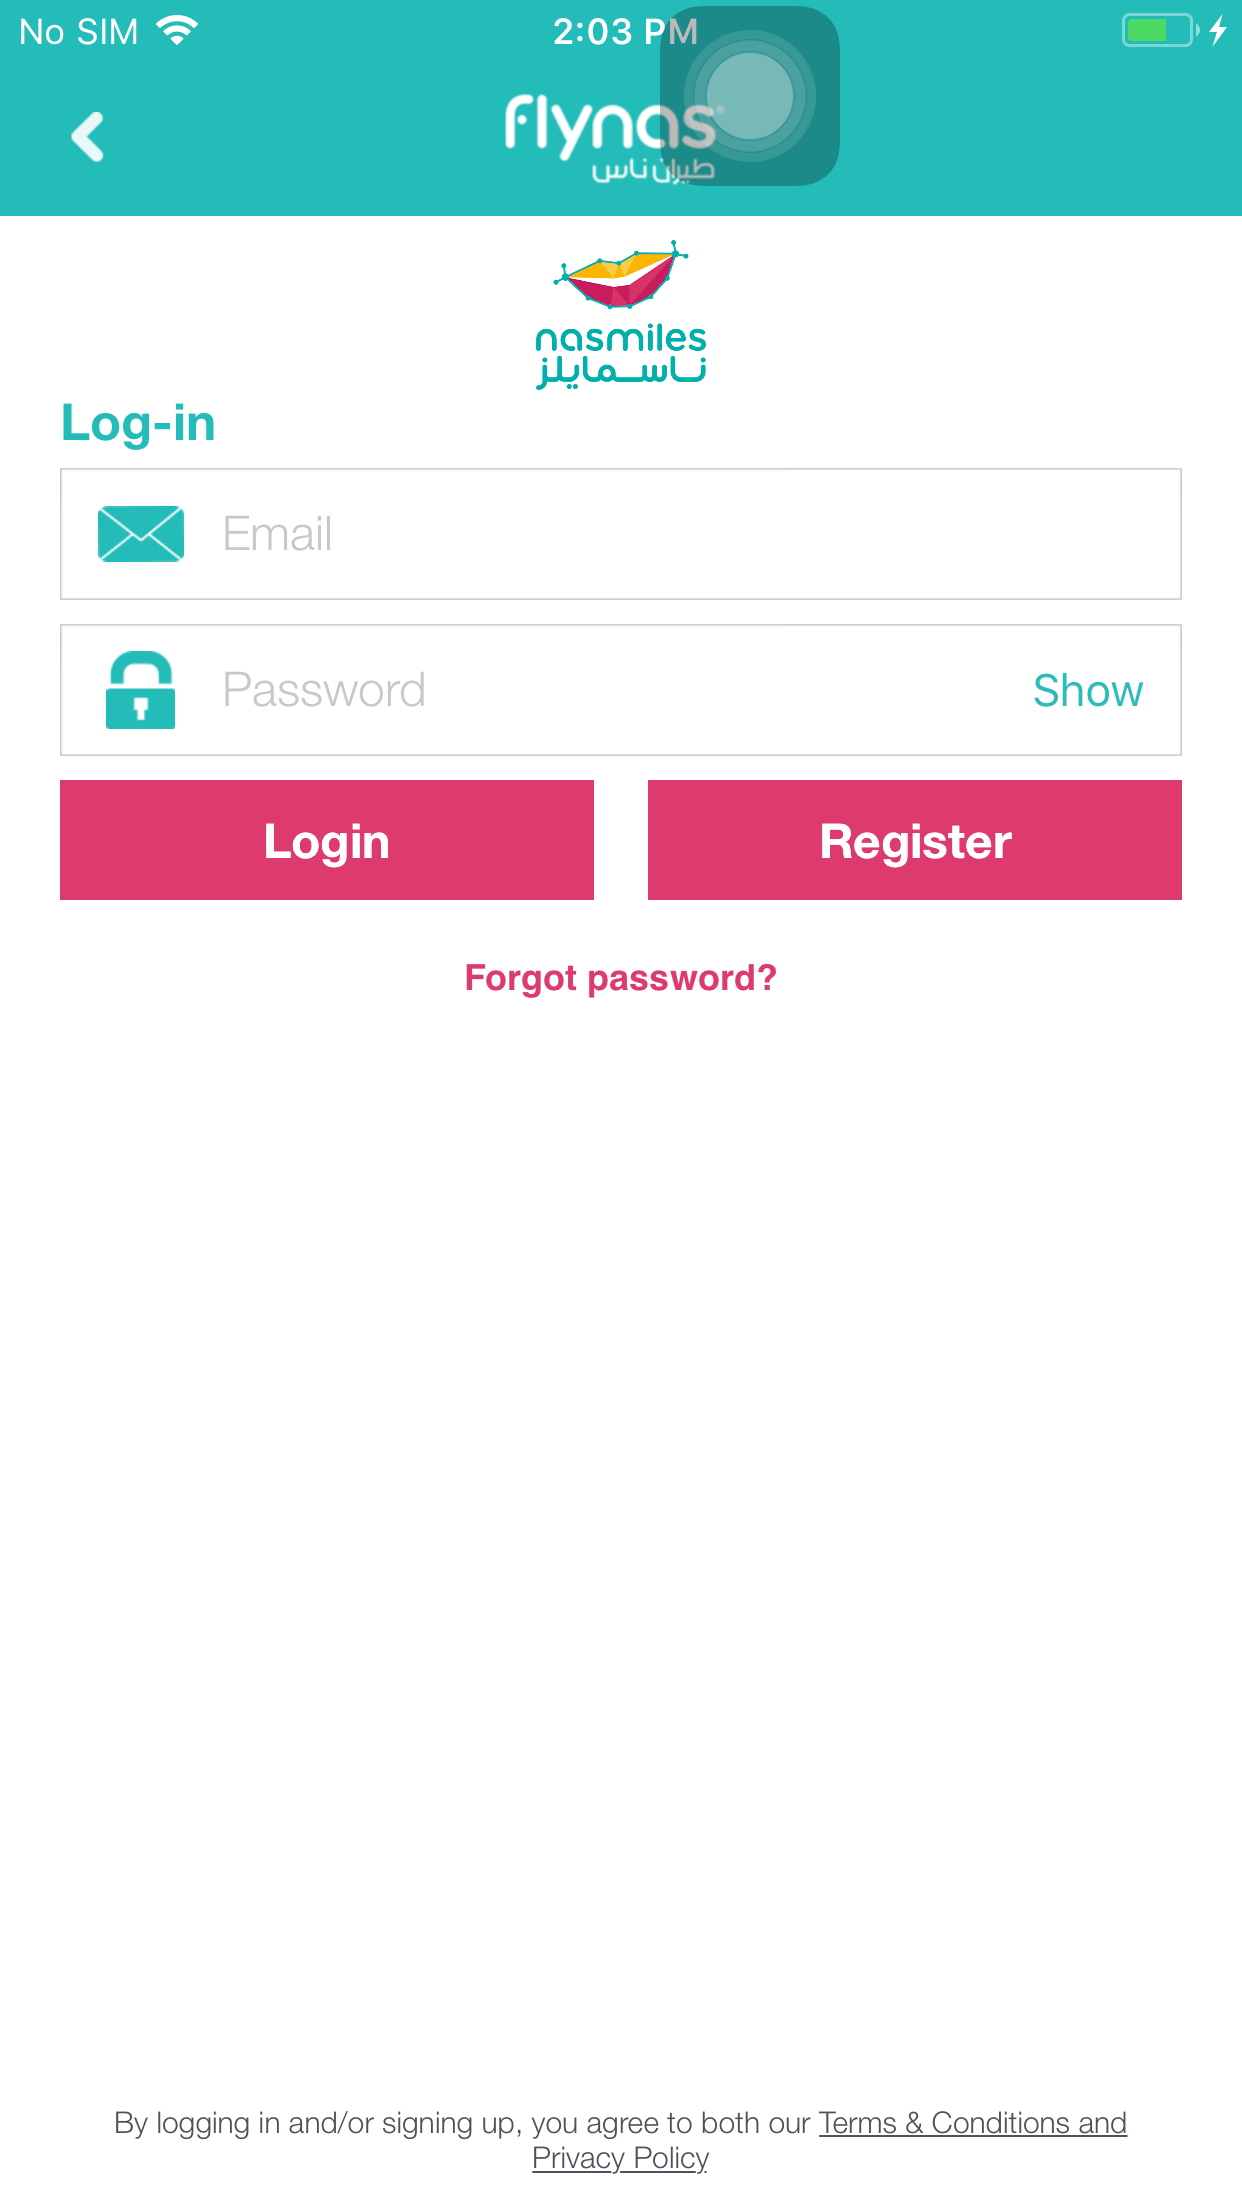 No SIM 2:03 PM
flynas
طيران ناس
nasmiles
ناسمايلز
Log-in
Email
Password Show
Login Register
Forgot password?
By logging in and/or signing up, you agree to both our Terms & Conditions and
Privacy Policy